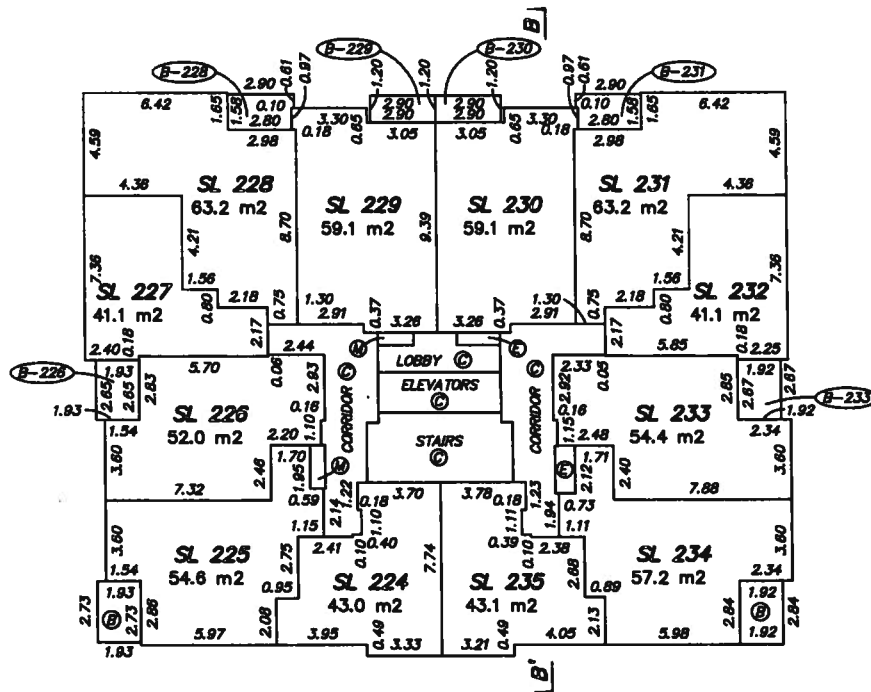 B
B-229 B-230
B-228 B-231
2.90 0.61 0.97 1.20 1.20 1.20 0.97 0.61 2.90
6.42 1.65 1.58 0.10 2.80 3.30 2.90 2.90 2.90 2.90 3.30 0.10 2.80 1.58 1.65 6.42
2.98 0.18 0.65 3.05 3.05 0.65 0.18 2.98
4.59 4.59
4.36 4.36
SL 228 SL 229 SL 230 SL 231
63.2 m2 59.1 m2 59.1 m2 63.2 m2
4.21 8.70 9.39 8.70 4.21
7.36 7.36
1.56 1.56
SL 227 0.80 2.18 0.75 1.30 1.30 0.75 2.18 0.80 SL 232
41.1 m2 2.91 0.37 3.26 3.26 0.37 2.91 41.1 m2
2.17 2.17
2.40 0.18 M E 0.18 2.25
5.70 2.44 LOBBY C 2.33 5.85
B-226 1.93 2.83 0.06 2.93 CORRIDOR C ELEVATORS C CORRIDOR C 2.92 0.05 2.85 1.92 2.67 B-233
2.65 2.65 2.67
1.93 1.92
SL 226 SL 233
52.0 m2 54.4 m2
1.54 0.16 0.16 2.34
3.60 2.20 1.10 STAIRS C 1.15 2.48 3.60
1.70 M E 1.71
2.46 1.95 2.12 2.40
7.32 0.59 1.22 3.70 3.78 1.23 0.73 7.88
2.14 0.18 0.18 1.94
1.15 1.10 1.11 1.11
3.60 2.41 0.10 0.40 7.74 0.39 0.10 2.38 3.60
SL 225 2.75 SL 224 SL 235 2.68 SL 234
54.6 m2 43.0 m2 43.1 m2 57.2 m2
1.54 0.95 0.89 2.34
1.93 1.92
2.73 B 2.73 2.86 2.08 2.13 2.84 B 2.84
5.97 3.95 0.49 3.33 3.21 0.49 4.05 5.98 1.92
1.93
B'